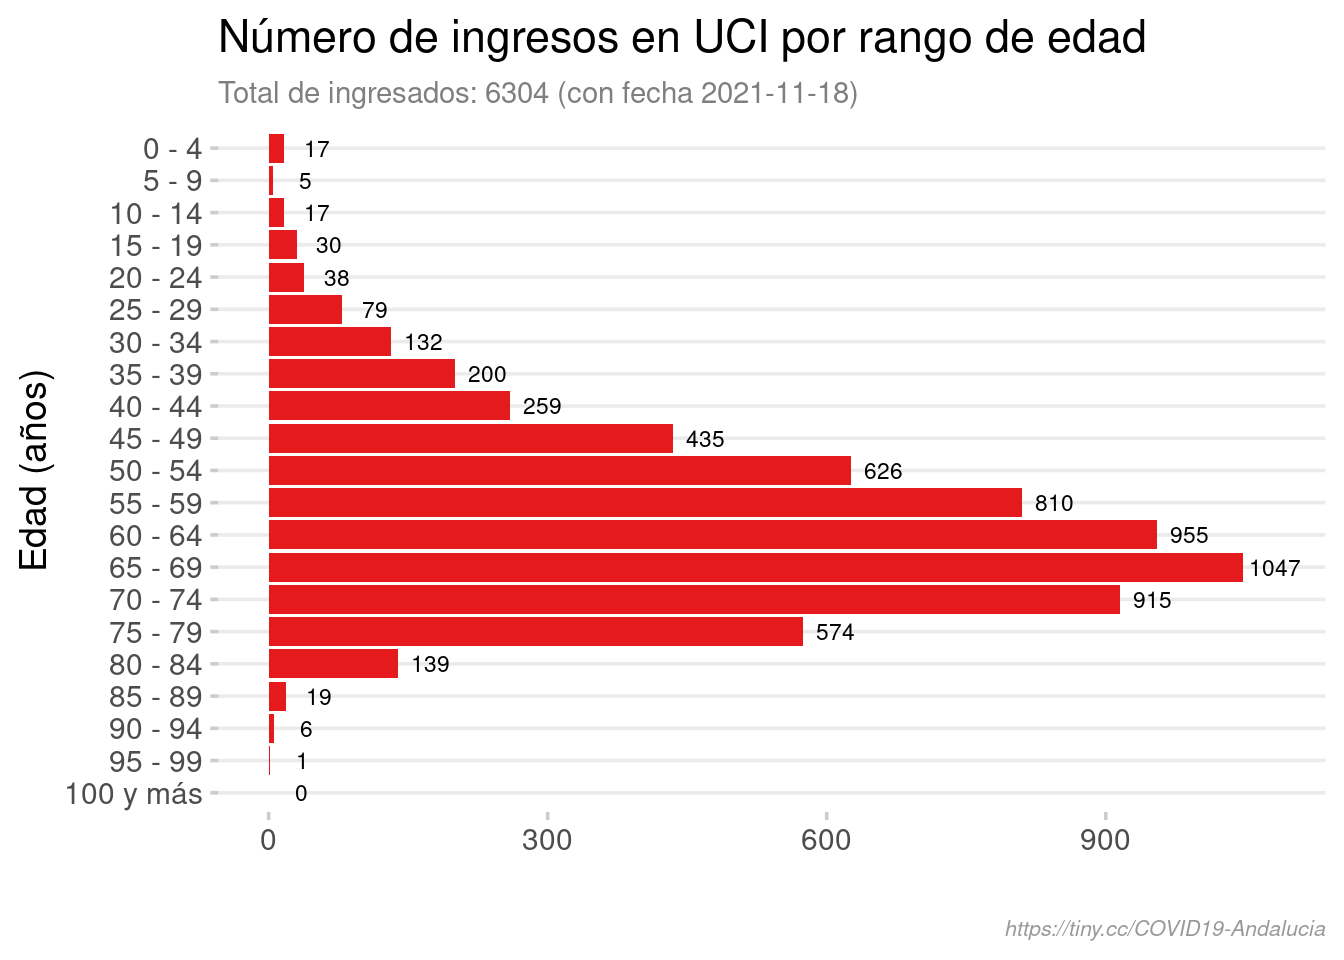 Número de ingresos en UCI por rango de edad
Total de ingresados: 6304 (con fecha 2021-11-18)
Edad (años)
0 - 4 17
5 - 9 5
10 - 14 17
15 - 19 30
20 - 24 38
25 - 29 79
30 - 34 132
35 - 39 200
40 - 44 259
45 - 49 435
50 - 54 626
55 - 59 810
60 - 64 955
65 - 69 1047
70 - 74 915
75 - 79 574
80 - 84 139
85 - 89 19
90 - 94 6
95 - 99 1
100 y más 0
0 300 600 900
https://tiny.cc/COVID19-Andalucia